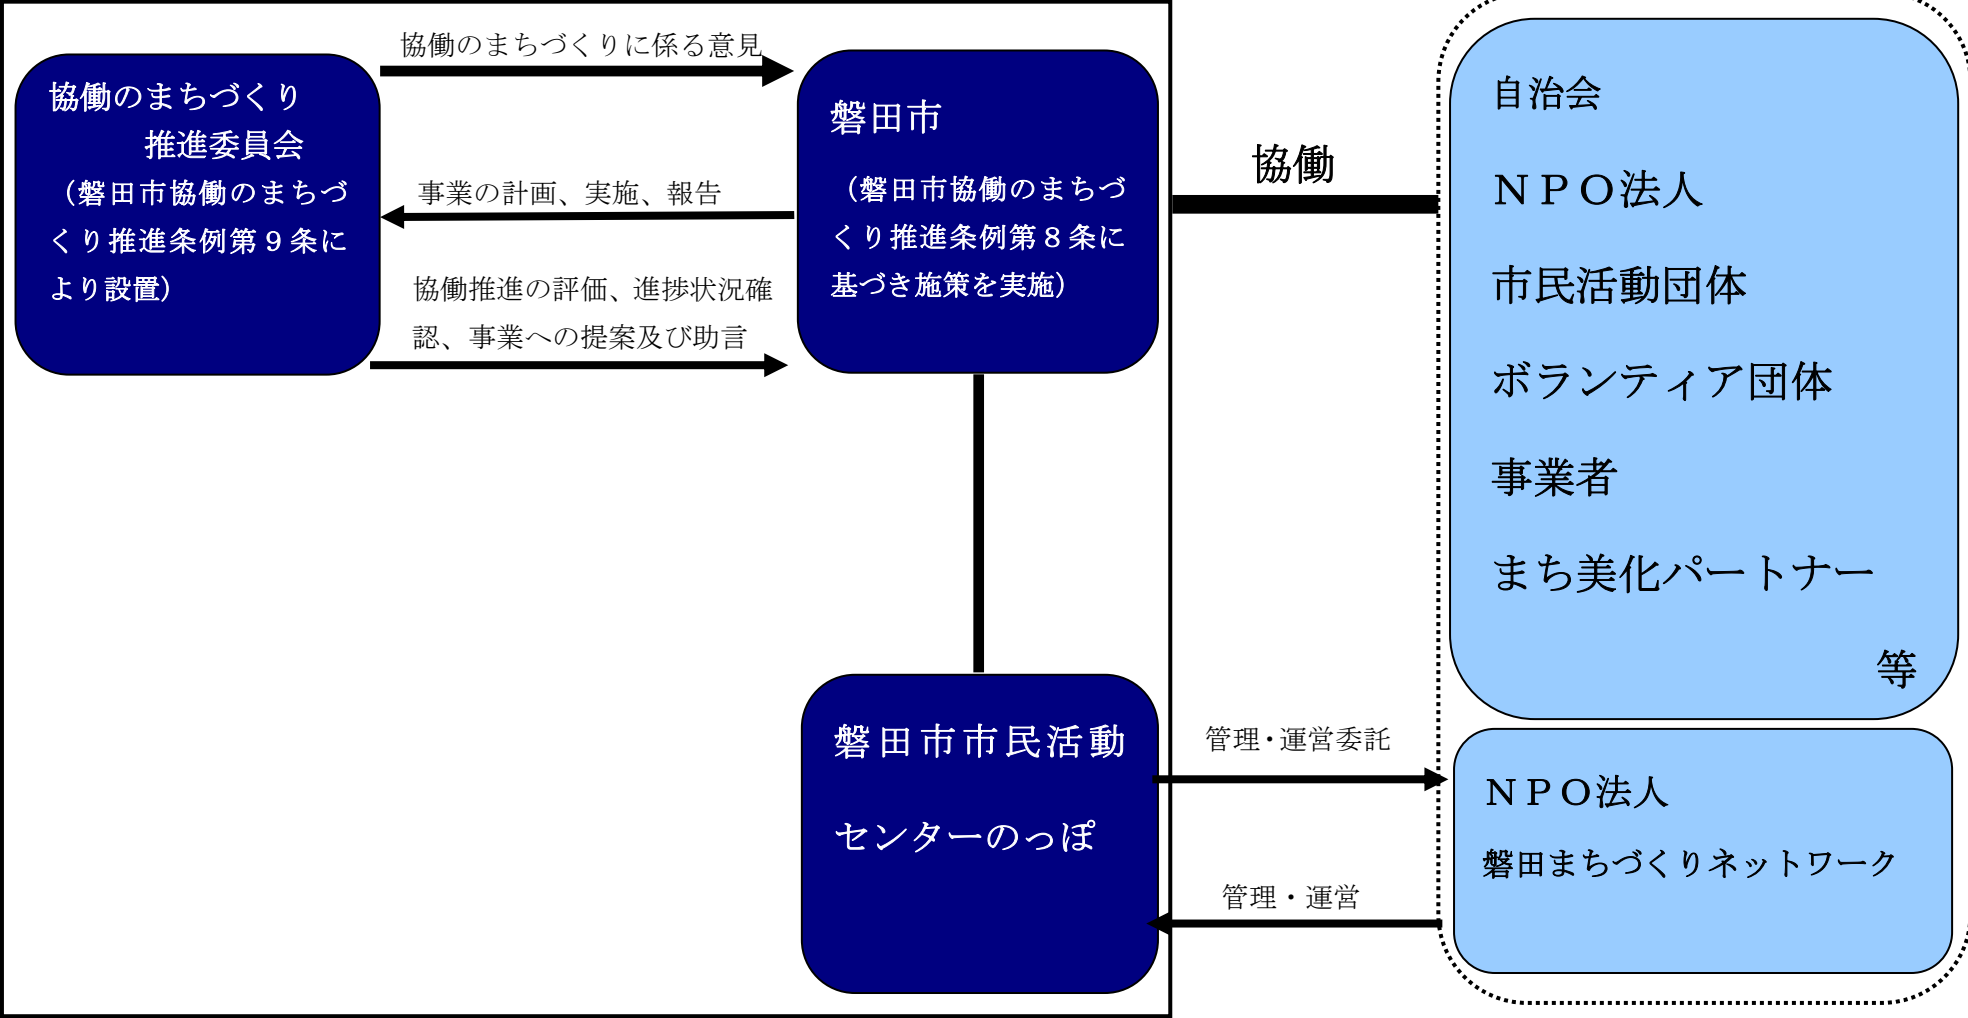 協働のまちづくり
推進委員会
（磐田市協働のまちづ
くり推進条例第９条に
より設置）
協働のまちづくりに係る意見
事業の計画、実施、報告
協働推進の評価、進捗状況確
認、事業への提案及び助言
磐田市
（磐田市協働のまちづ
くり推進条例第８条に
基づき施策を実施）
協働
自治会
ＮＰＯ法人
市民活動団体
ボランティア団体
事業者
まち美化パートナー
等
磐田市市民活動
センターのっぽ
管理・運営委託
管理・運営
ＮＰＯ法人
磐田まちづくりネットワーク